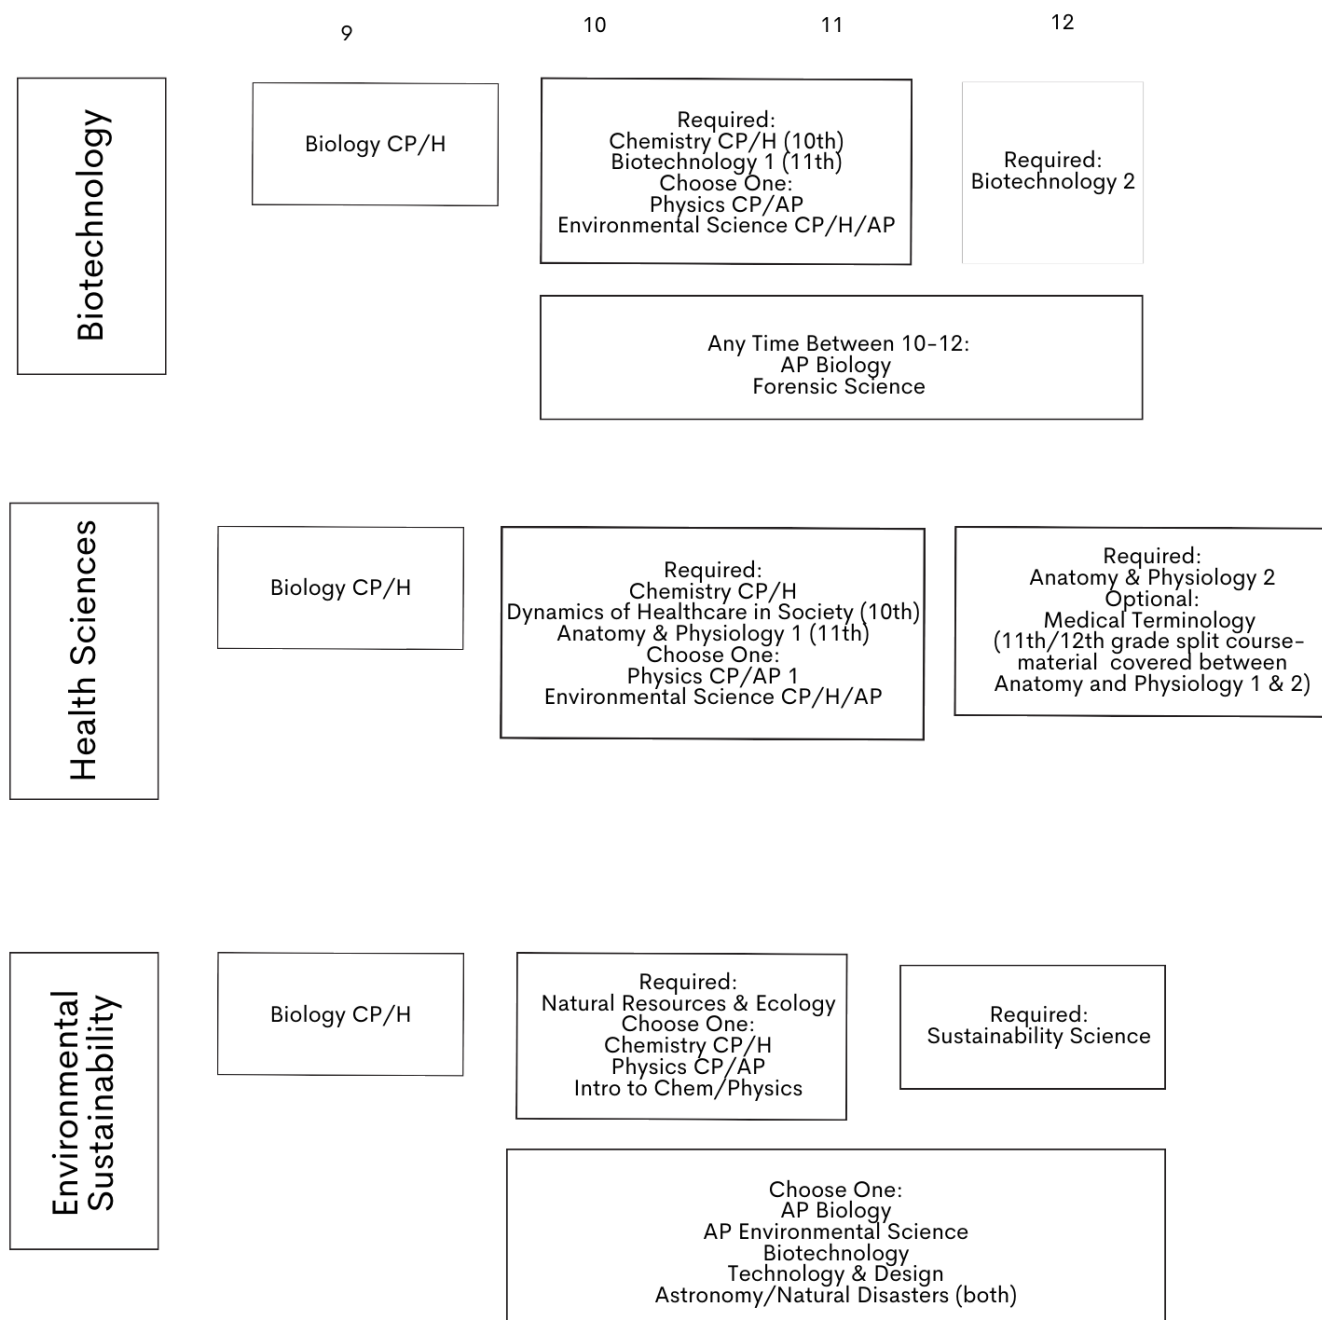 9
10
11
12
Biotechnology
Biology CP/H
Required:
Chemistry CP/H (10th)
Biotechnology 1 (11th)
Choose One:
Physics CP/AP
Environmental Science CP/H/AP
Required:
Biotechnology 2
Any Time Between 10-12:
AP Biology
Forensic Science
Health Sciences
Biology CP/H
Required:
Chemistry CP/H
Dynamics of Healthcare in Society (10th)
Anatomy & Physiology 1 (11th)
Choose One:
Physics CP/AP 1
Environmental Science CP/H/AP
Required:
Anatomy & Physiology 2
Optional:
Medical Terminology
(11th/12th grade split course-
material covered between
Anatomy and Physiology 1 & 2)
Environmental
Sustainability
Biology CP/H
Required:
Natural Resources & Ecology
Choose One:
Chemistry CP/H
Physics CP/AP
Intro to Chem/Physics
Required:
Sustainability Science
Choose One:
AP Biology
AP Environmental Science
Biotechnology
Technology & Design
Astronomy/Natural Disasters (both)